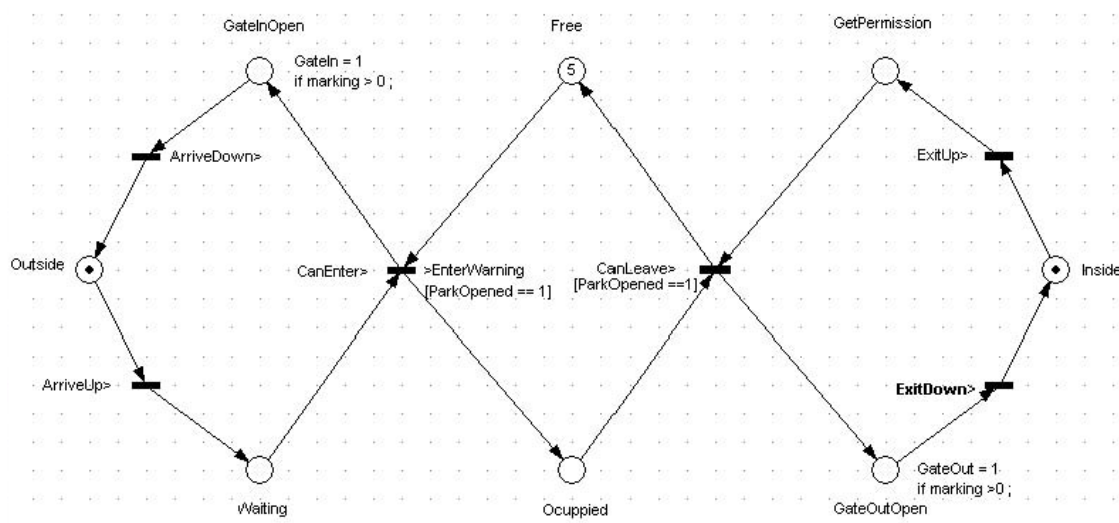 GateInOpen
GateIn = 1
if marking > 0 ;
ArriveDown>
Outside
ArriveUp>
Waiting
CanEnter>
>EnterWarning
[ParkOpened == 1]
Free
5
Ocuppied
CanLeave>
[ParkOpened ==1]
GetPermission
ExitUp>
Inside
ExitDown>
GateOut = 1
if marking >0 ;
GateOutOpen